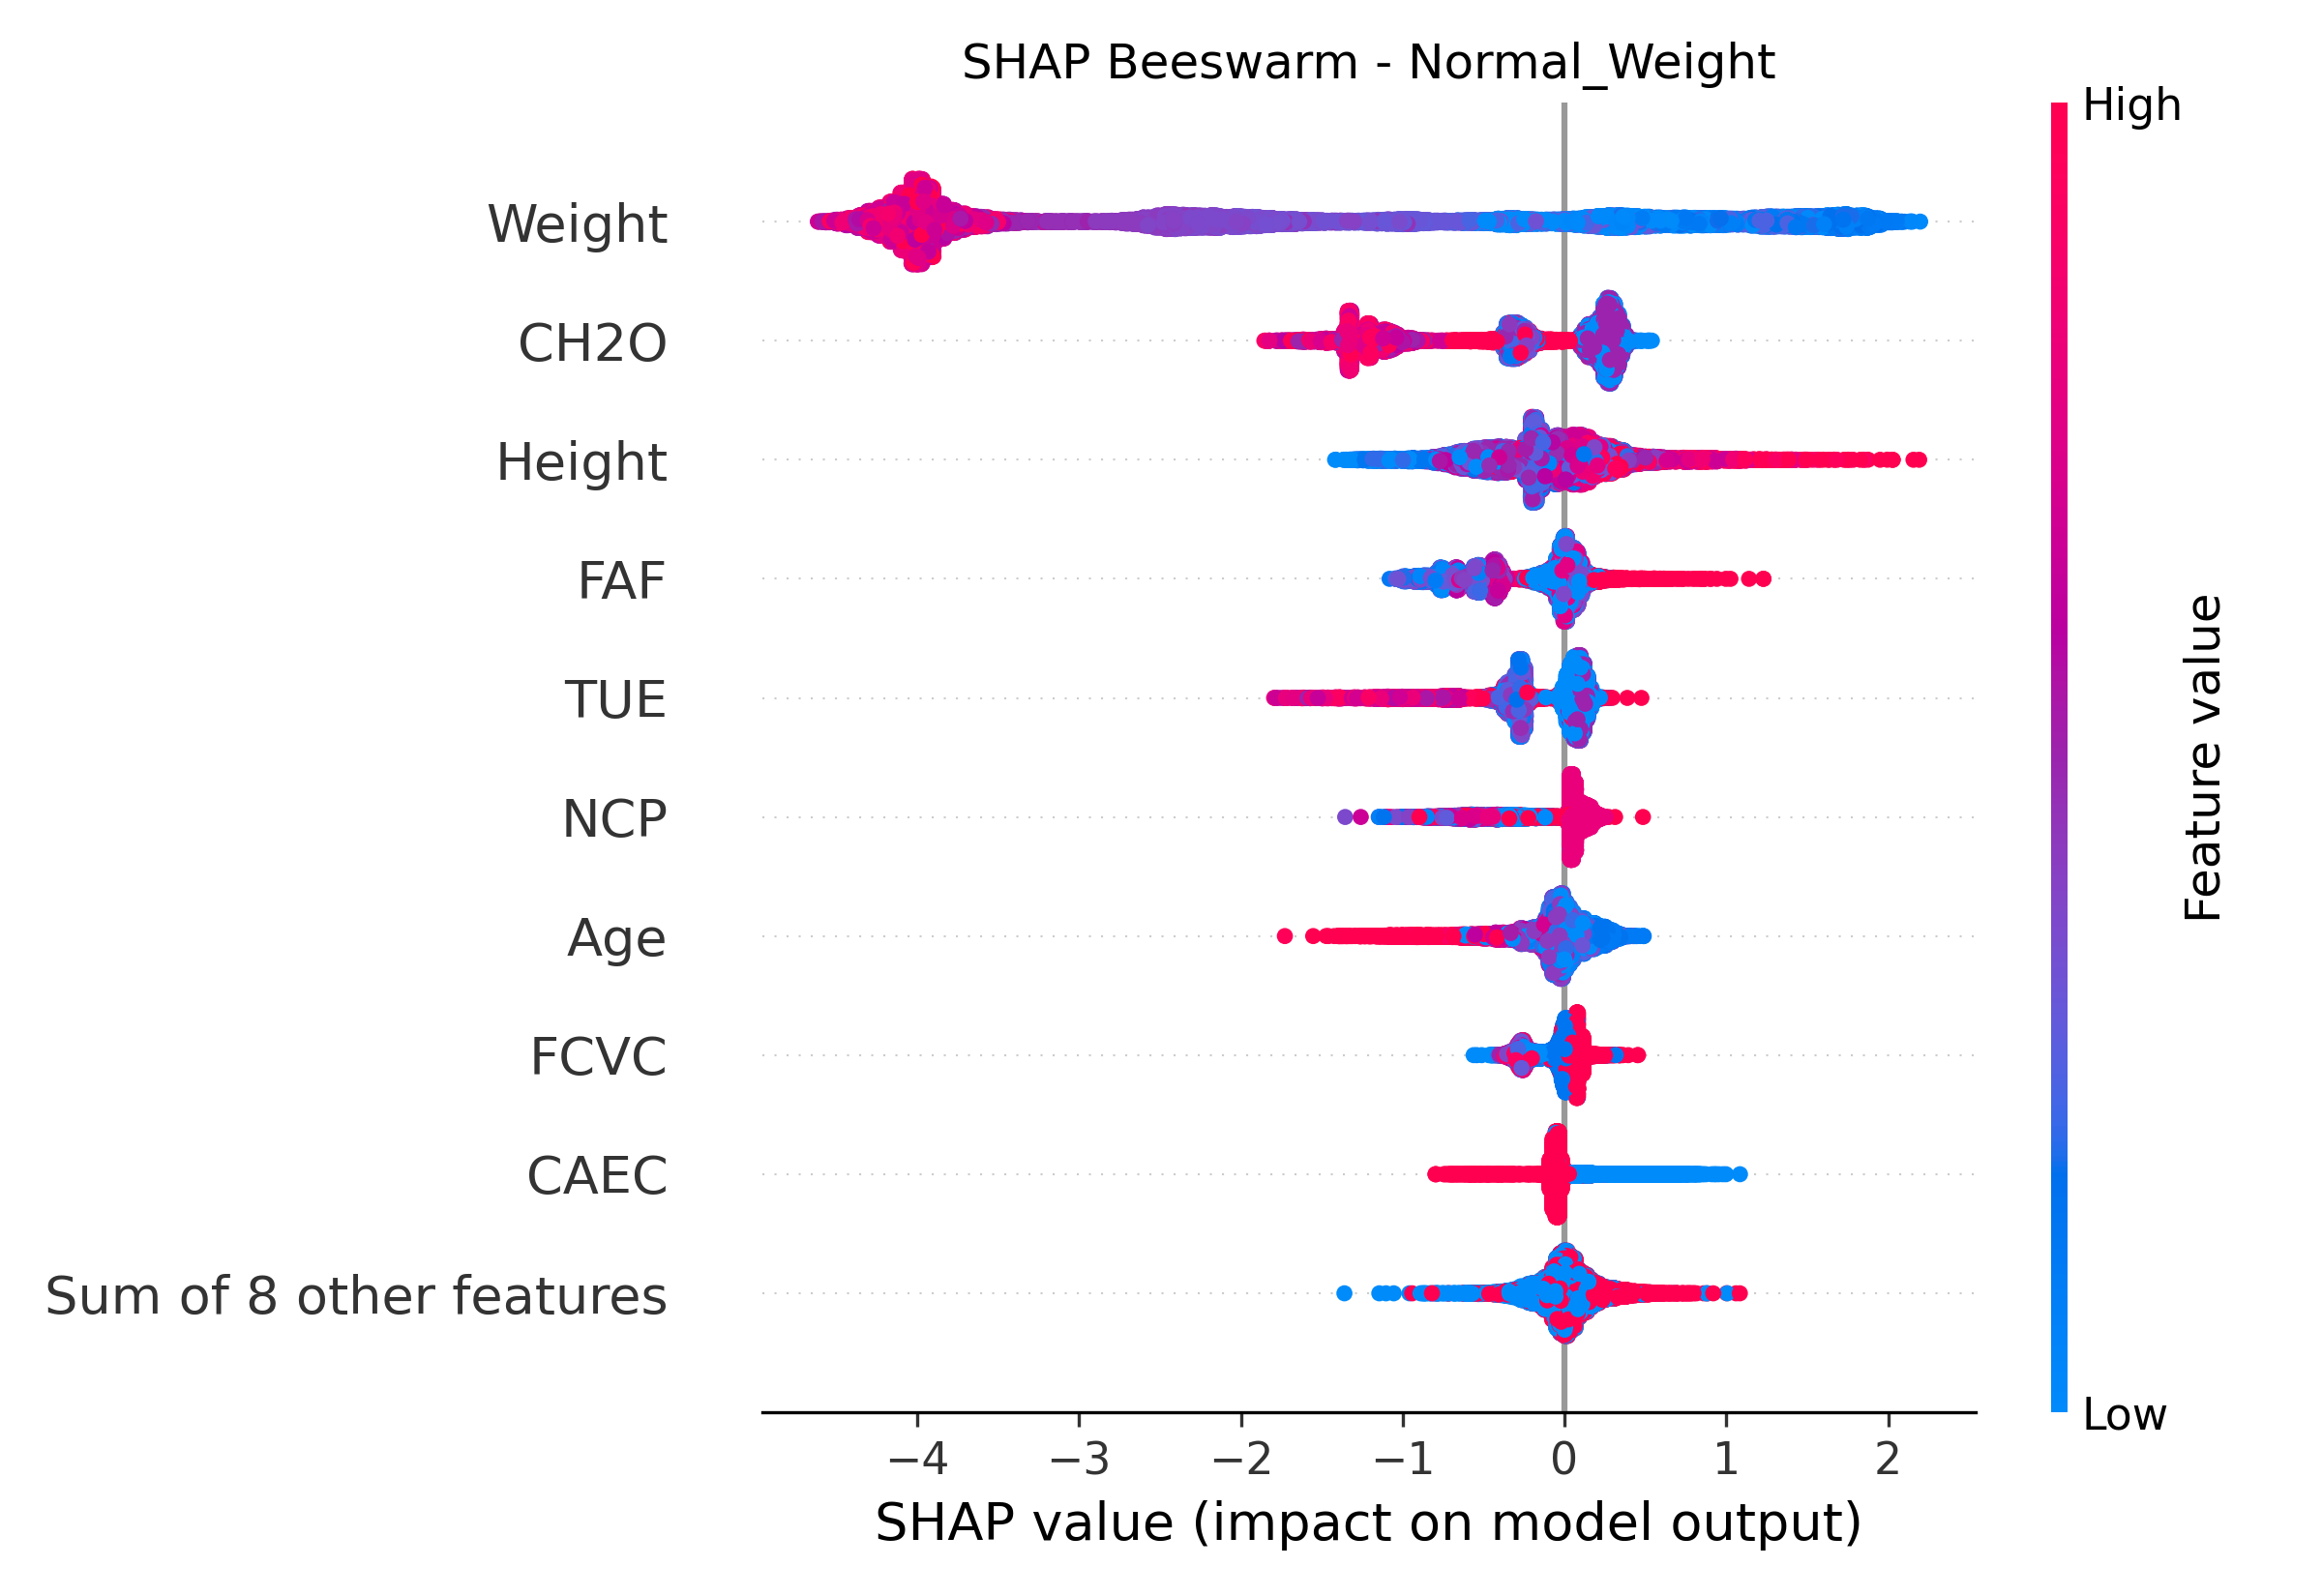 SHAP Beeswarm - Normal_Weight
High
Weight
CH2O
Height
FAF
TUE
NCP
Age
FCVC
CAEC
Sum of 8 other features
Feature value
Low
−4 −3 −2 −1 0 1 2
SHAP value (impact on model output)